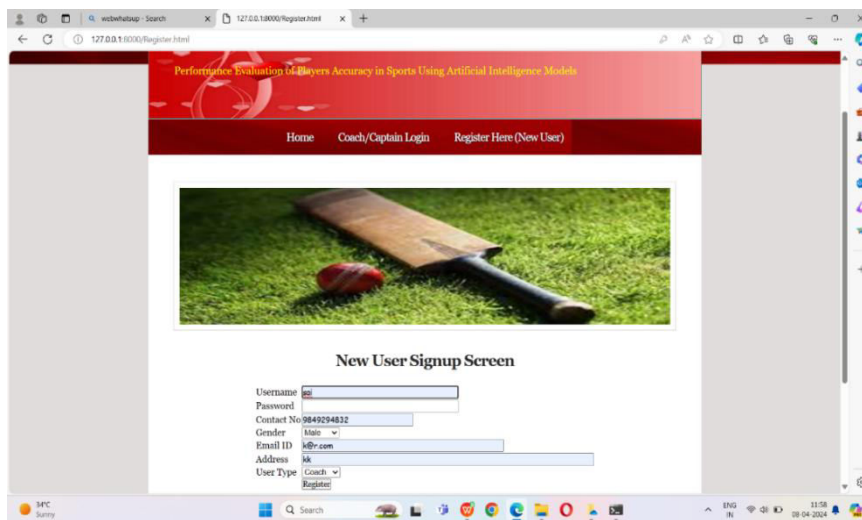 webwhatsup - Search
127.0.0.1:8000/Register.html
127.0.0.1:8000/Register.html
Performance Evaluation of Players Accuracy in Sports Using Artificial Intelligence Models
Home Coach/Captain Login Register Here (New User)
New User Signup Screen
Username sai
Password
Contact No 9849294832
Gender Male
Email ID k@r.com
Address kk
User Type Coach
Register
34°C
Sunny
Search
ENG
IN
11:58
08-04-2024